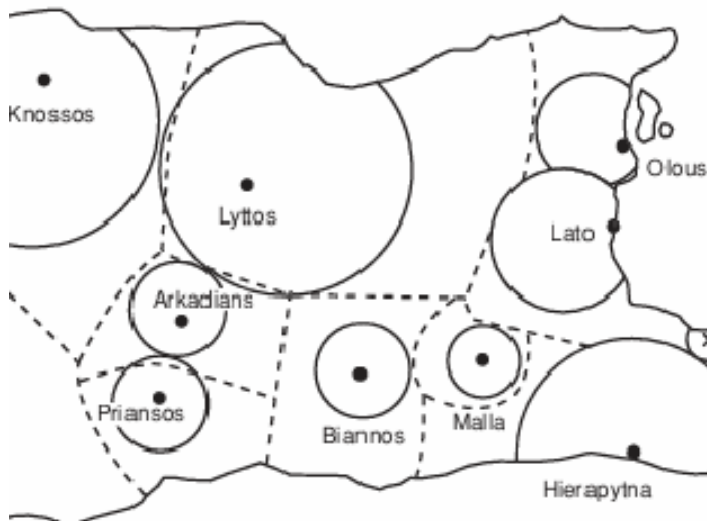 Knossos
Olous
Lyttos
Lato
Arkadians
Priansos
Biannos
Malla
Hierapytna